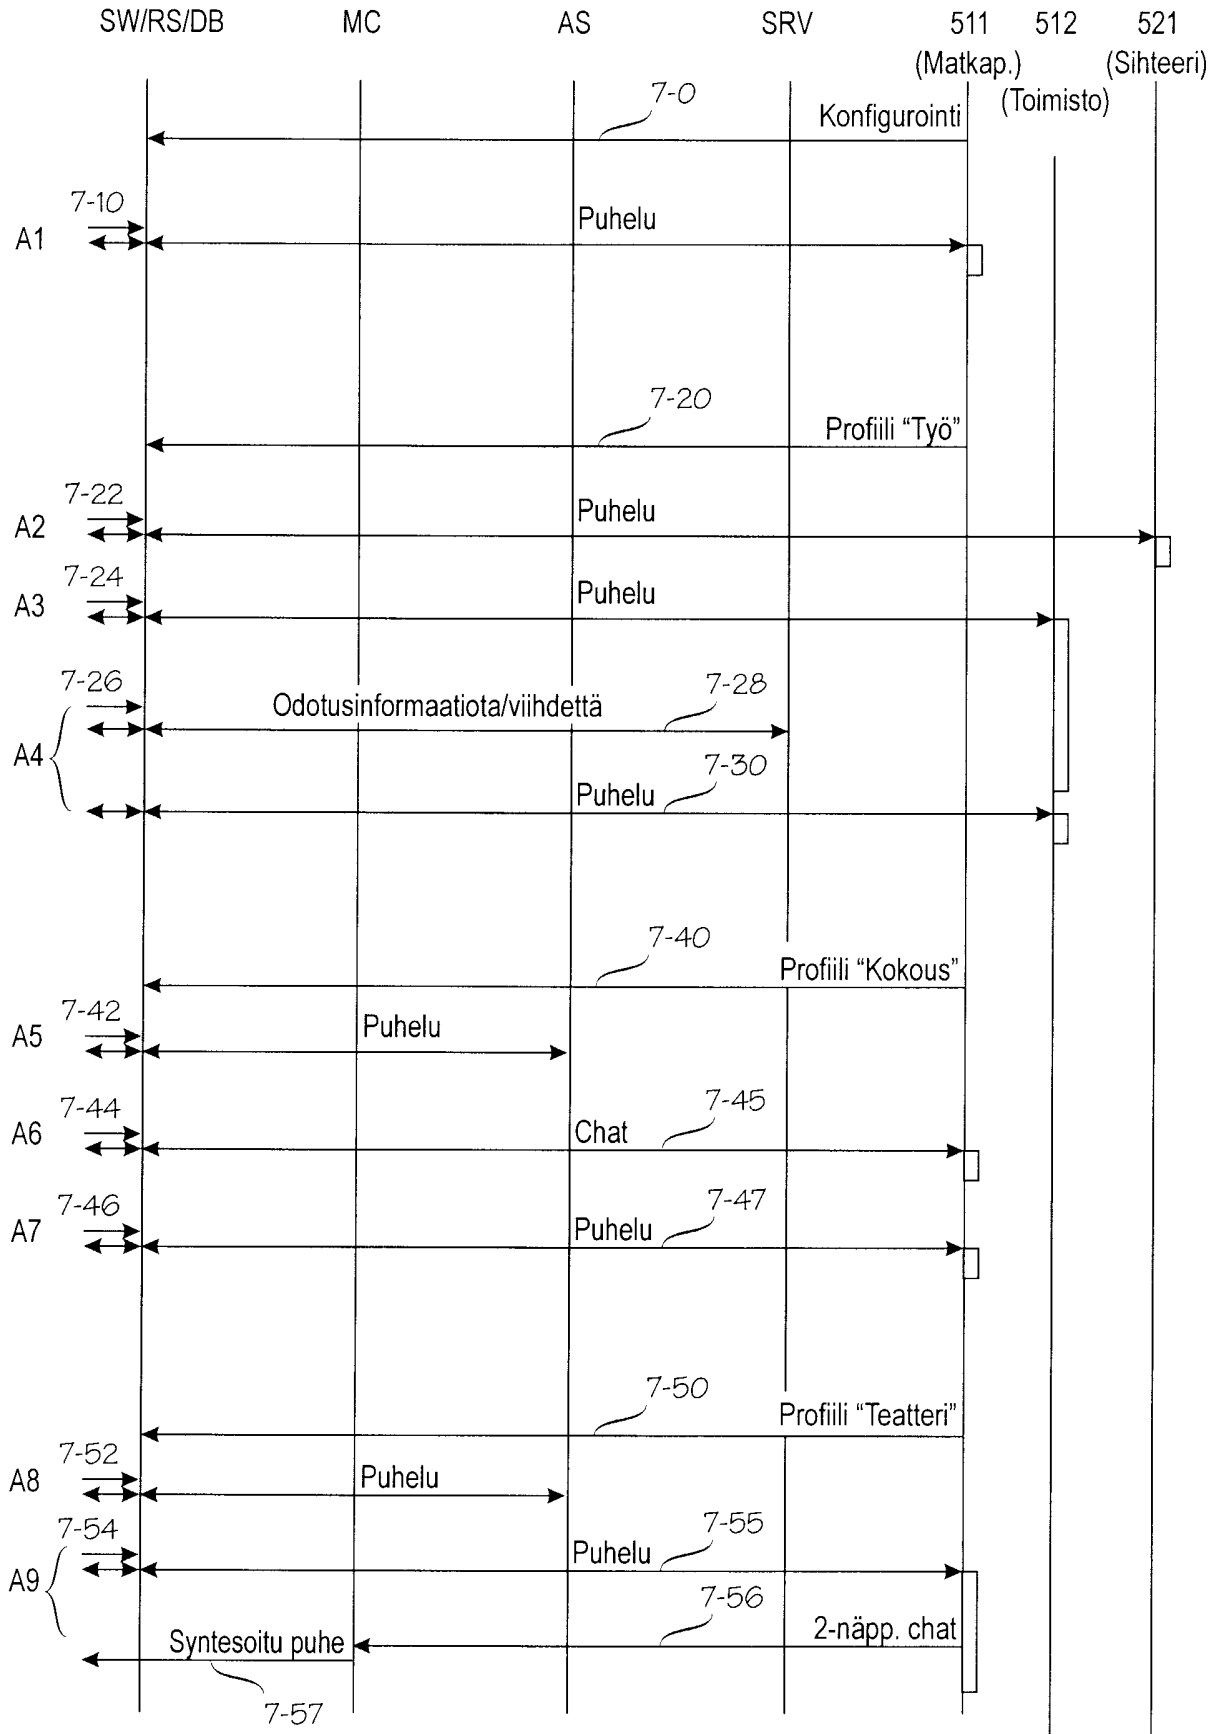 SW/RS/DB MC AS SRV 511 512 521
(Matkap.) (Sihteeri)
(Toimisto)
7-0
Konfigurointi
7-10
A1 Puhelu
7-20
Profiili “Työ”
7-22
A2 Puhelu
7-24
A3 Puhelu
7-26
7-28
Odotusinformaatiota/viihdettä
A4
7-30
Puhelu
7-40
Profiili “Kokous”
7-42
A5 Puhelu
7-44
7-45
A6 Chat
7-46
7-47
A7 Puhelu
7-50
Profiili “Teatteri”
7-52
A8 Puhelu
7-54
7-55
Puhelu
A9
7-56
2-näpp. chat
Syntesoitu puhe
7-57